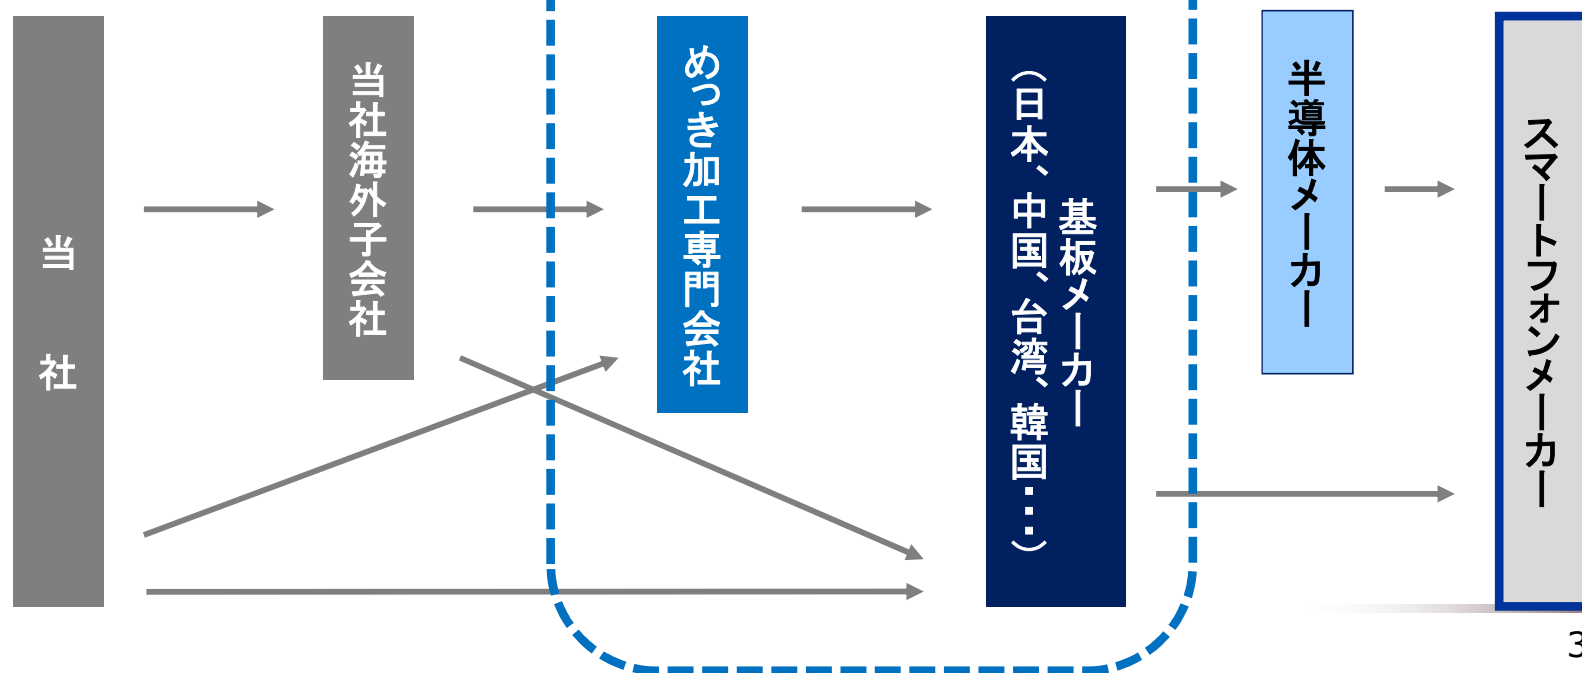 当社
当社海外子会社
めっき加工専門会社
基板メーカー
（日本、中国、台湾、韓国・・・）
半導体メーカー
スマートフォンメーカー
3